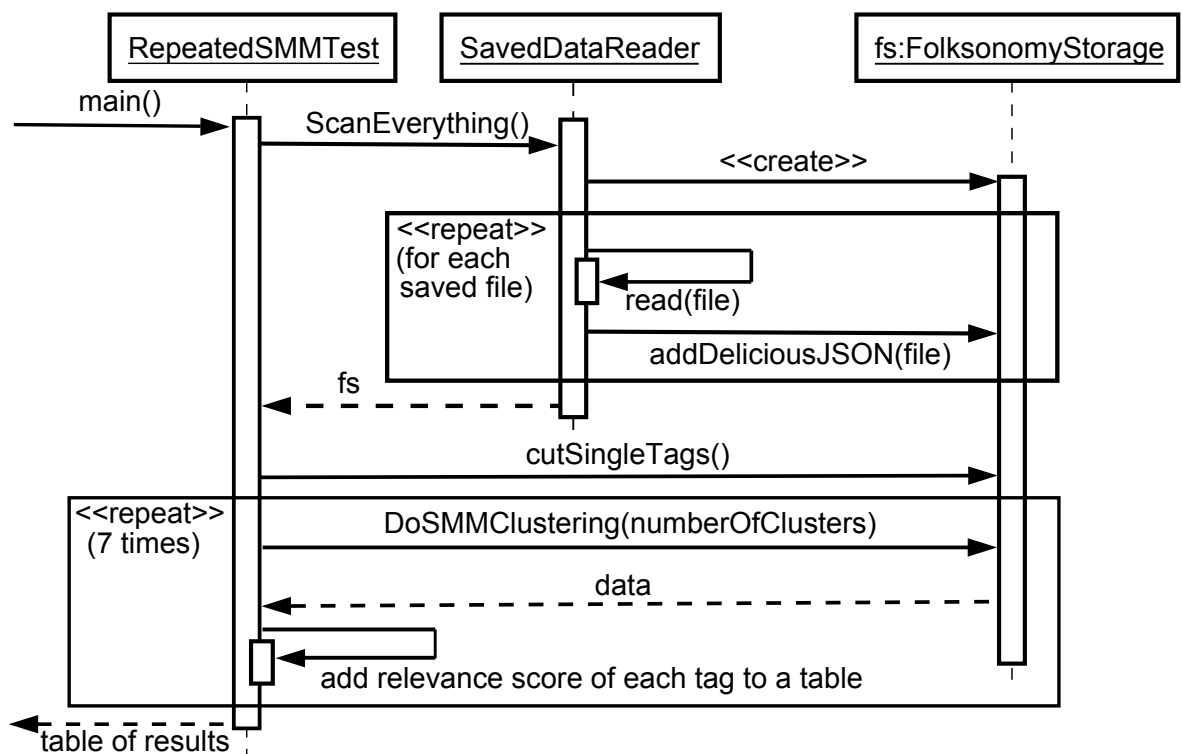 RepeatedSMMTest
SavedDataReader
fs:FolksonomyStorage
main()
ScanEverything()
<<create>>
<<repeat>>
(for each
saved file)
read(file)
addDeliciousJSON(file)
fs
cutSingleTags()
<<repeat>>
(7 times)
DoSMMClustering(numberOfClusters)
data
add relevance score of each tag to a table
table of results